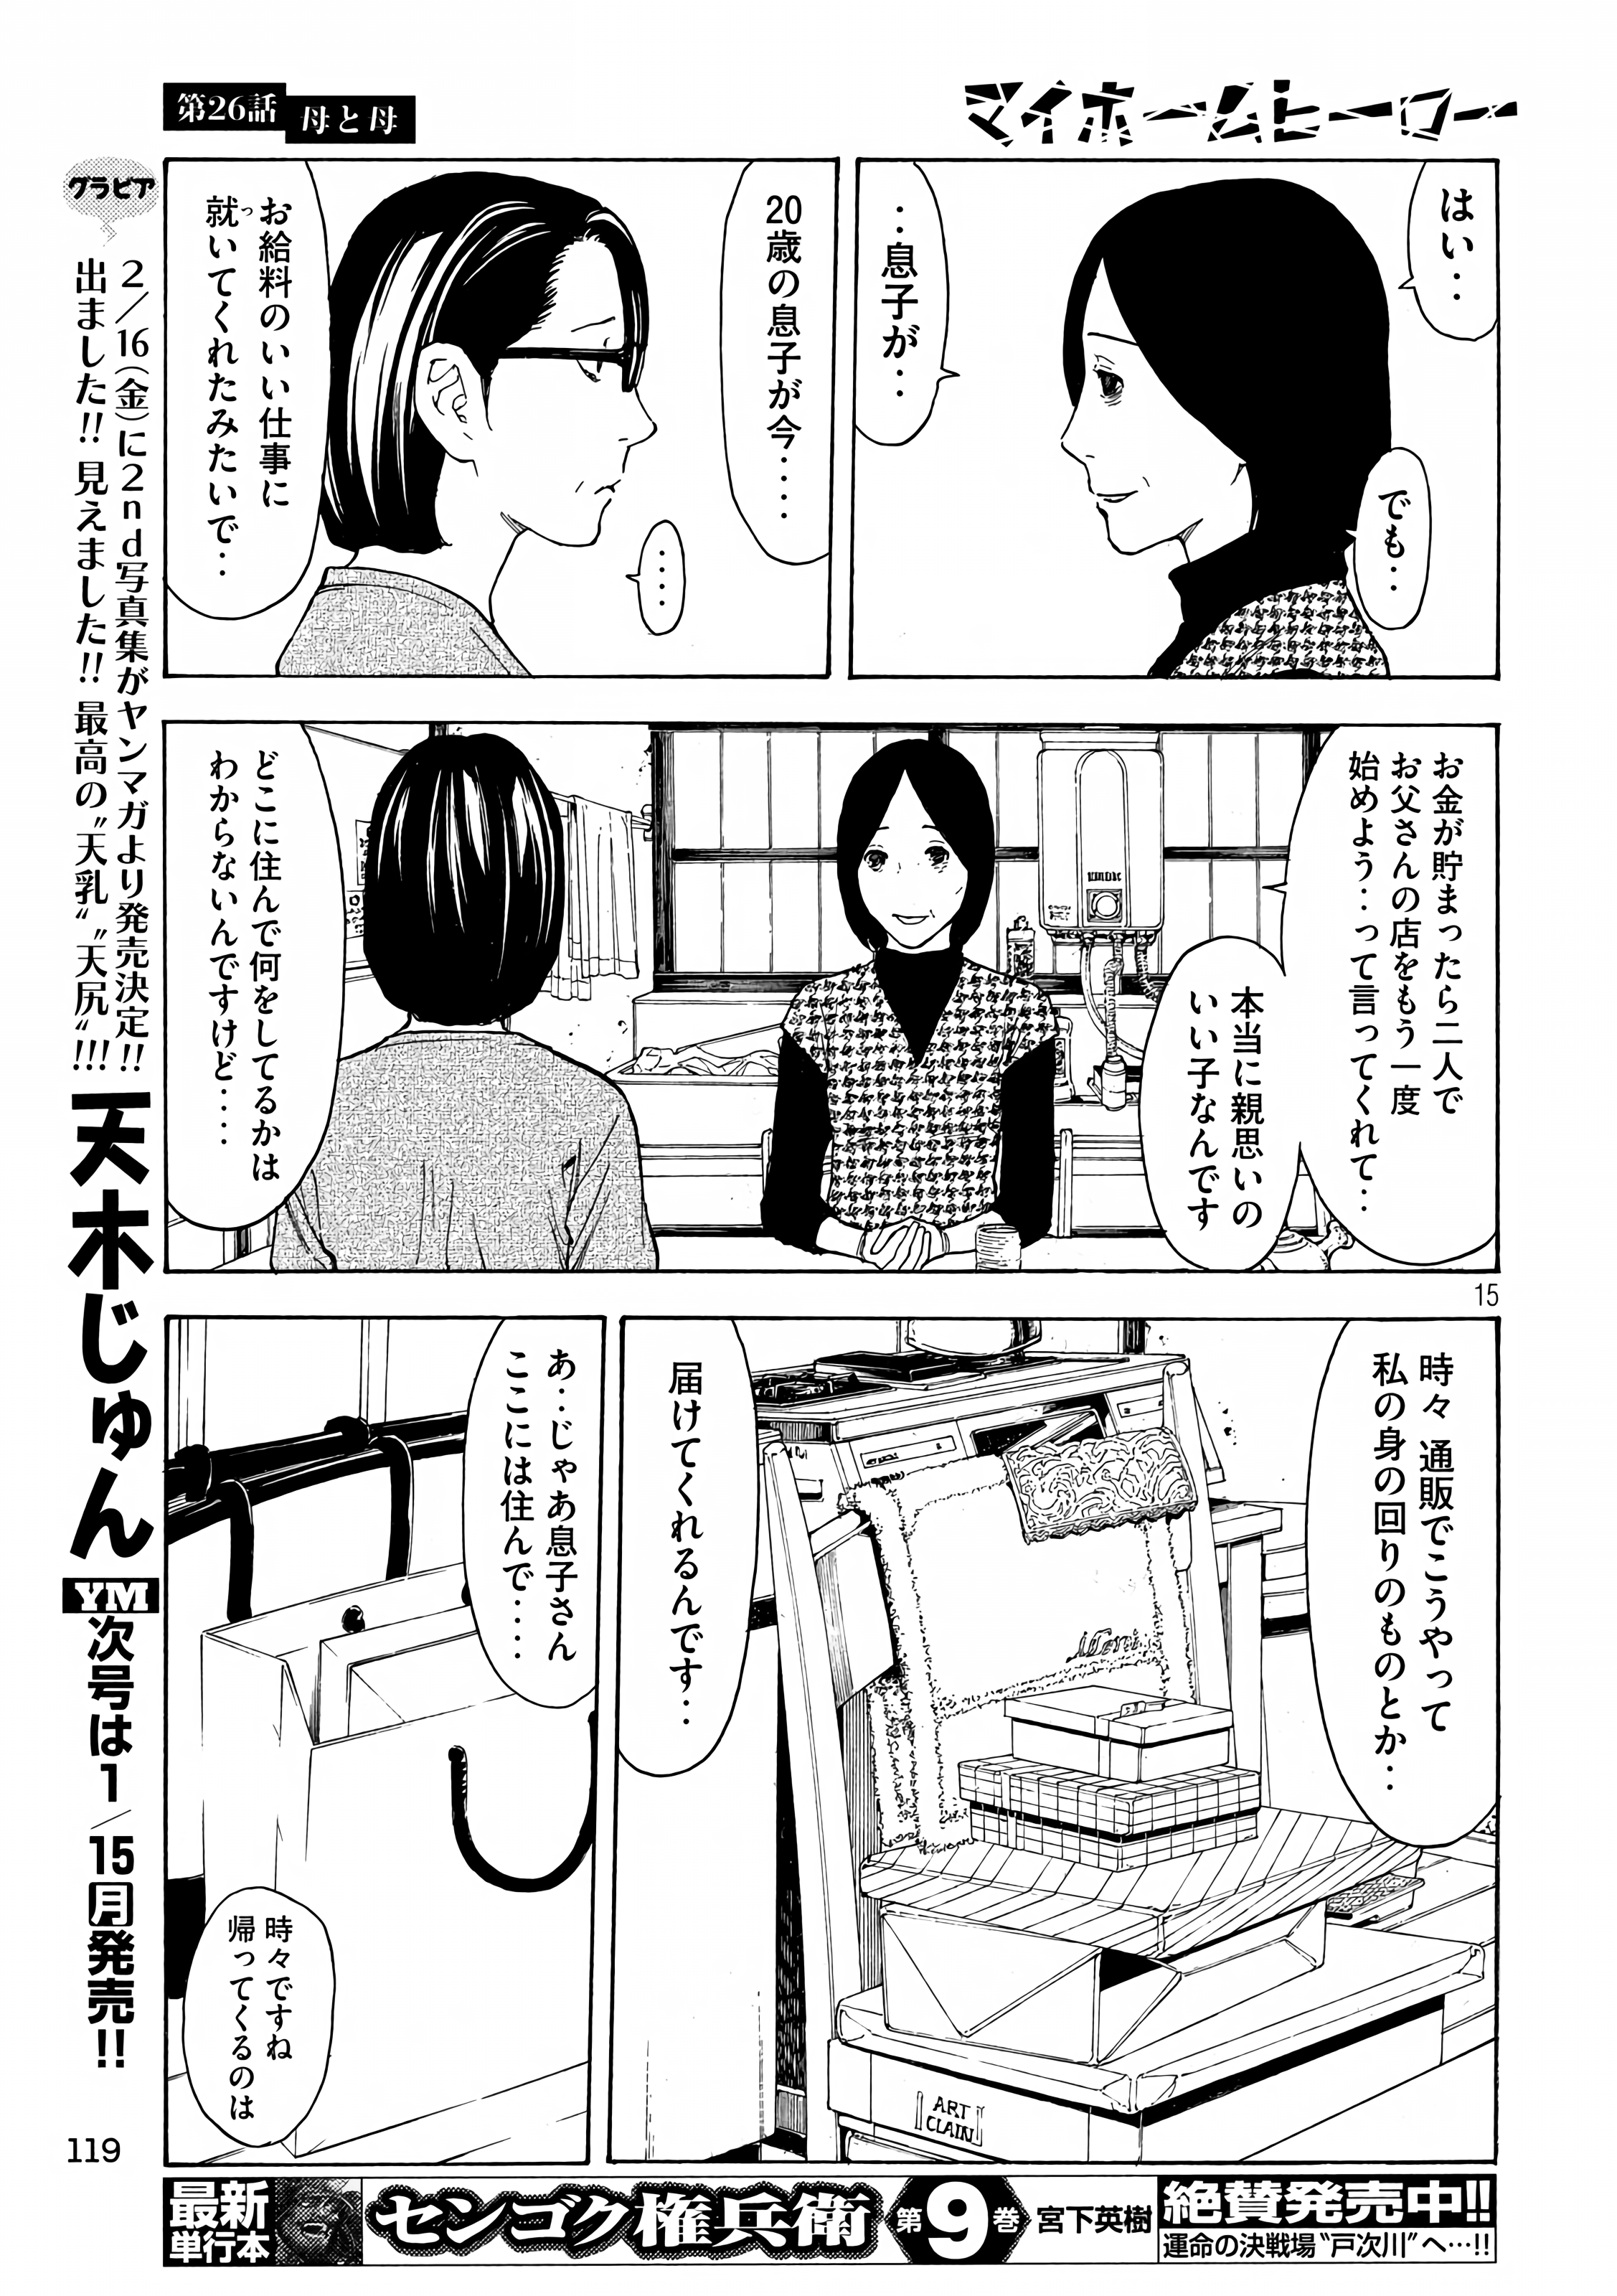 第26話
母と母
マイホームヒーロー
はい‥
でも‥
‥息子が‥
20歳の息子が今‥‥
お給料のいい仕事に
就いてくれたみたいで‥
つ
‥‥
お金が貯まったら二人で
お父さんの店をもう一度
始めよう‥って言ってくれて‥
本当に親思いの
いい子なんです
どこに住んで何をしてるかは
わからないんですけど‥‥
15
時々 通販でこうやって
私の身の回りのものとか‥
届けてくれるんです‥
ART
CLAIN
あ‥じゃあ息子さん
ここには住んで‥‥
時々ですね
帰ってくるのは
グラビア
2/16(金)に2nd写真集がヤンマガより発売決定!!
出ました!! 見えました!! 最高の〝天乳〟〝天尻〟!!!
天木じゅん
YM次号は1/15月発売!!
119
最新
単行本
センゴク権兵衛
第9巻
宮下英樹
絶賛発売中!!
運命の決戦場〝戸次川〟へ…!!